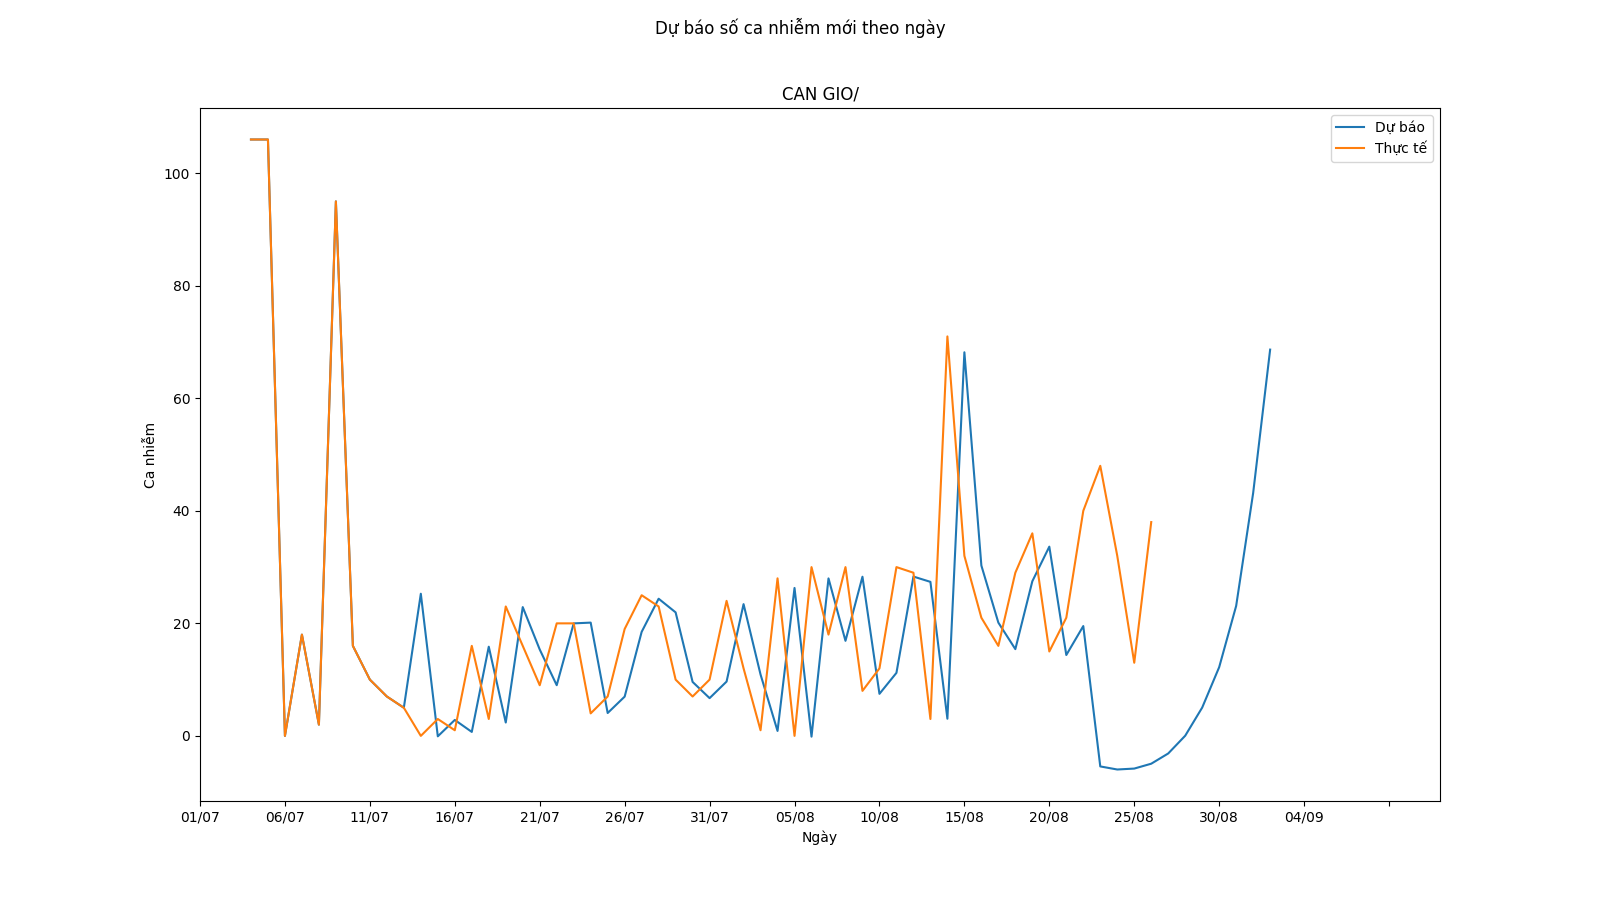 Dự báo số ca nhiễm mới theo ngày
CAN GIO/
Dự báo
Thực tế
100
80
60
40
20
0
Ca nhiễm
01/07 06/07 11/07 16/07 21/07 26/07 31/07 05/08 10/08 15/08 20/08 25/08 30/08 04/09
Ngày